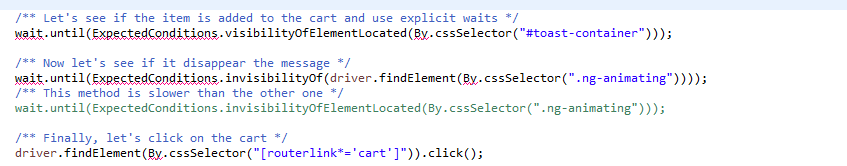 /** Let's see if the item is added to the cart and use explicit waits */
wait.until(ExpectedConditions.visibilityOfElementLocated(By.cssSelector("#toast-container")));
/** Now let's see if it disappear the message */
wait.until(ExpectedConditions.invisibilityOf(driver.findElement(By.cssSelector(".ng-animating"))));
/** This method is slower than the other one */
wait.until(ExpectedConditions.invisibilityOfElementLocated(By.cssSelector(".ng-animating")));
/** Finally, let's click on the cart */
driver.findElement(By.cssSelector("[routerlink*='cart']")).click();